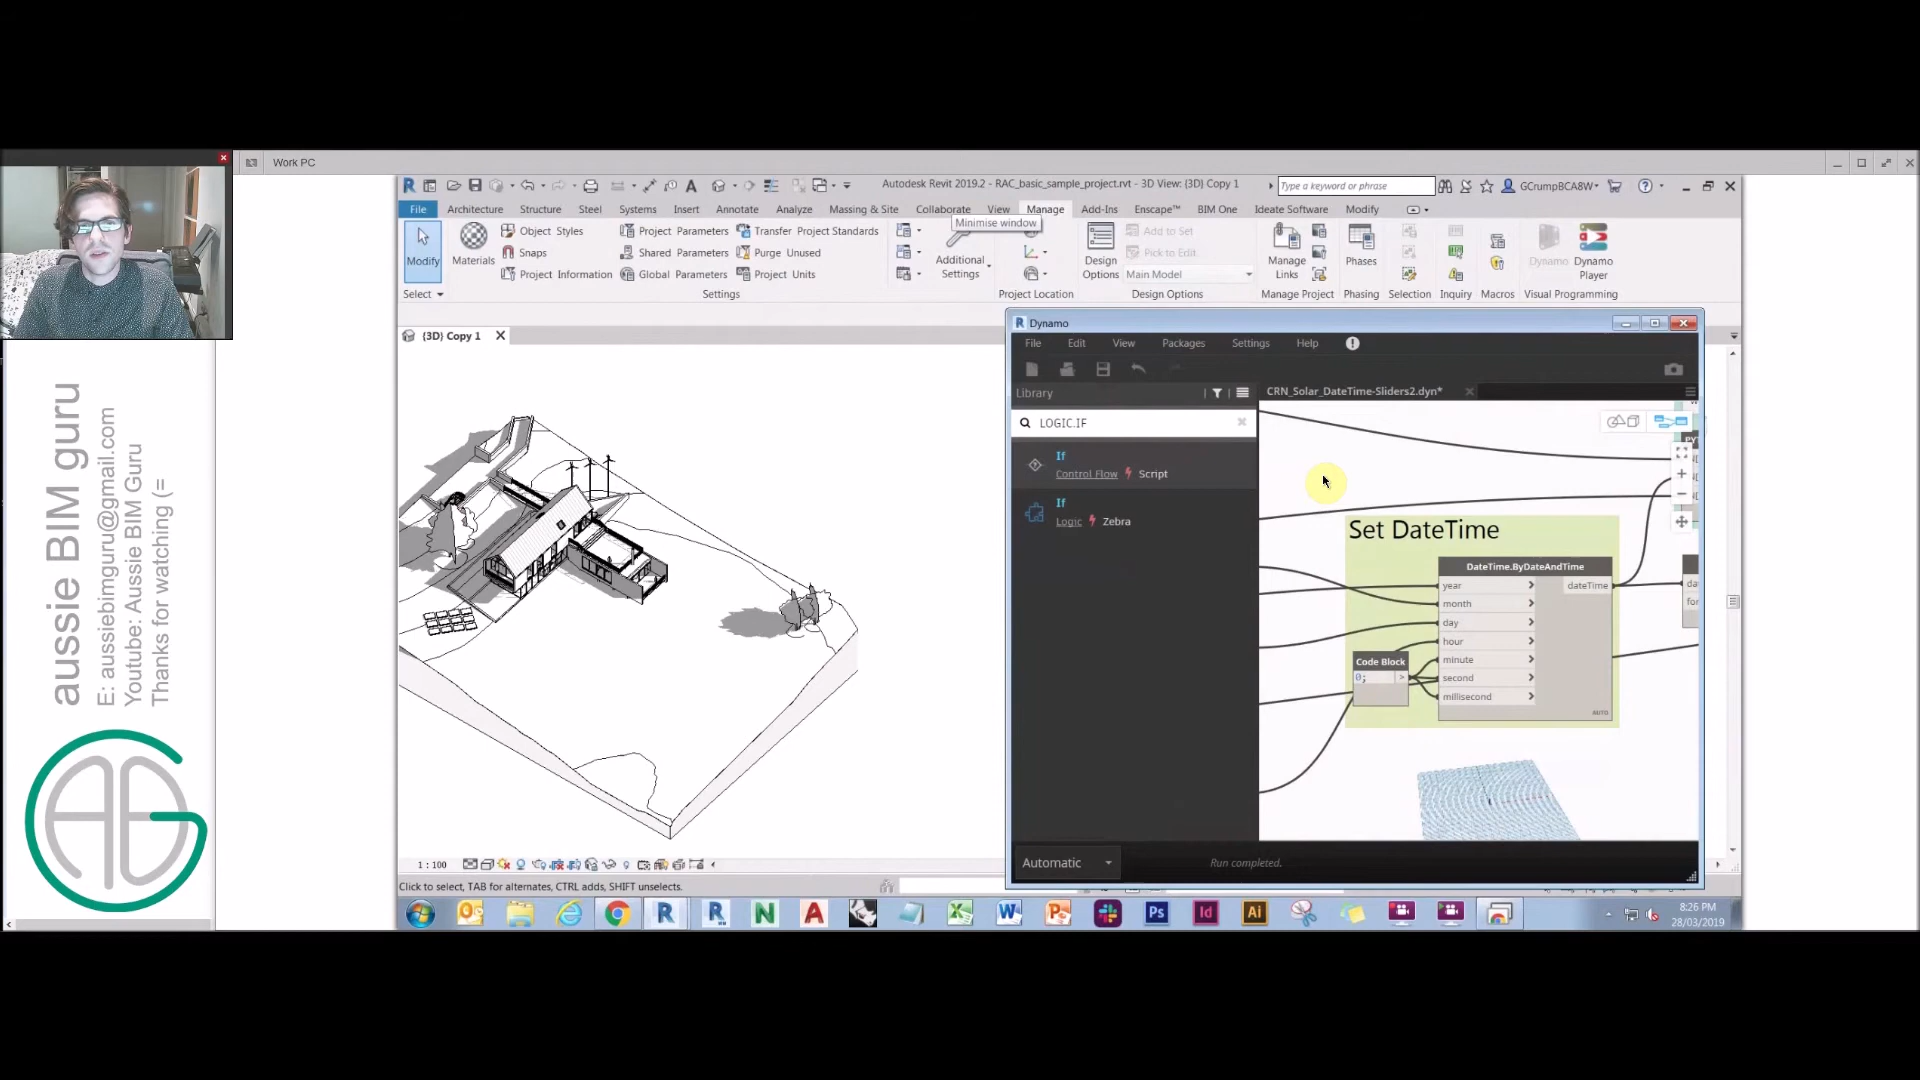 Work PC
Autodesk Revit 2019.2 - RAC_basic_sample_project.rvt - 3D View: {3D} Copy 1
Type a keyword or phrase
GCrumpBCA8W
File
Architecture
Structure
Steel
Systems
Insert
Annotate
Analyze
Massing & Site
Collaborate
View
Manage
Add-Ins
Enscape™
BIM One
Ideate Software
Modify
Minimise window
Modify
Materials
Object Styles
Snaps
Project Information
Project Parameters
Shared Parameters
Global Parameters
Transfer Project Standards
Purge Unused
Project Units
Additional Settings
Design Options
Add to Set
Pick to Edit
Main Model
Manage Links
Phases
Dynamo
Dynamo Player
Select
Settings
Project Location
Design Options
Manage Project
Phasing
Selection
Inquiry
Macros
Visual Programming
{3D} Copy 1
Dynamo
File
Edit
View
Packages
Settings
Help
Library
CRN_Solar_DateTime-Sliders2.dyn*
LOGIC.IF
If
Control Flow
Script
If
Logic
Zebra
Set DateTime
DateTime.ByDateAndTime
year
dateTime
month
day
hour
minute
second
millisecond
AUTO
Code Block
0;
>
Automatic
Run completed.
1 : 100
Click to select, TAB for alternates, CTRL adds, SHIFT unselects.
8:26 PM
28/03/2019
aussie BIM guru
E: aussiebimguru@gmail.com
Youtube: Aussie BIM Guru
Thanks for watching (=